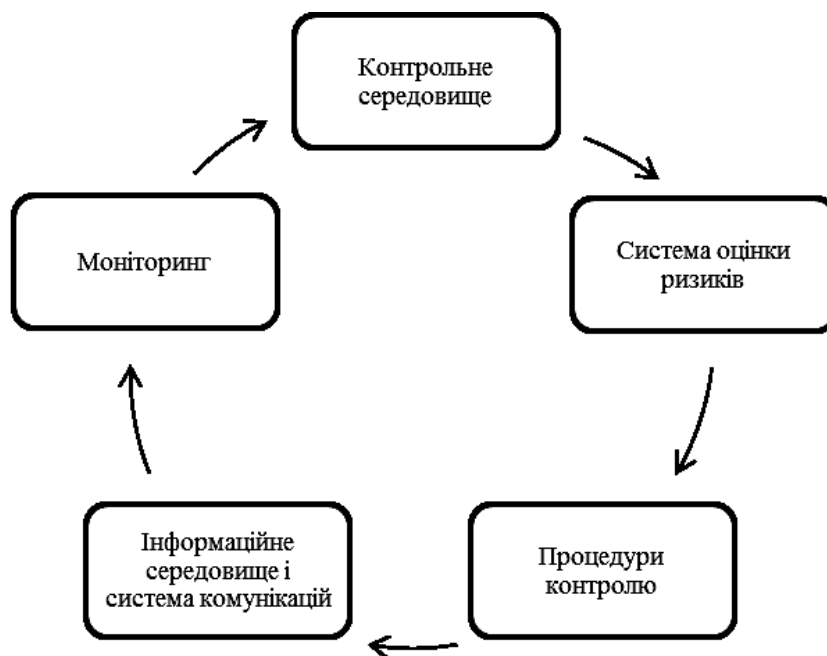 Контрольне
середовище
Система оцінки
ризиків
Процедури
контролю
Інформаційне
середовище і
система комунікацій
Моніторинг